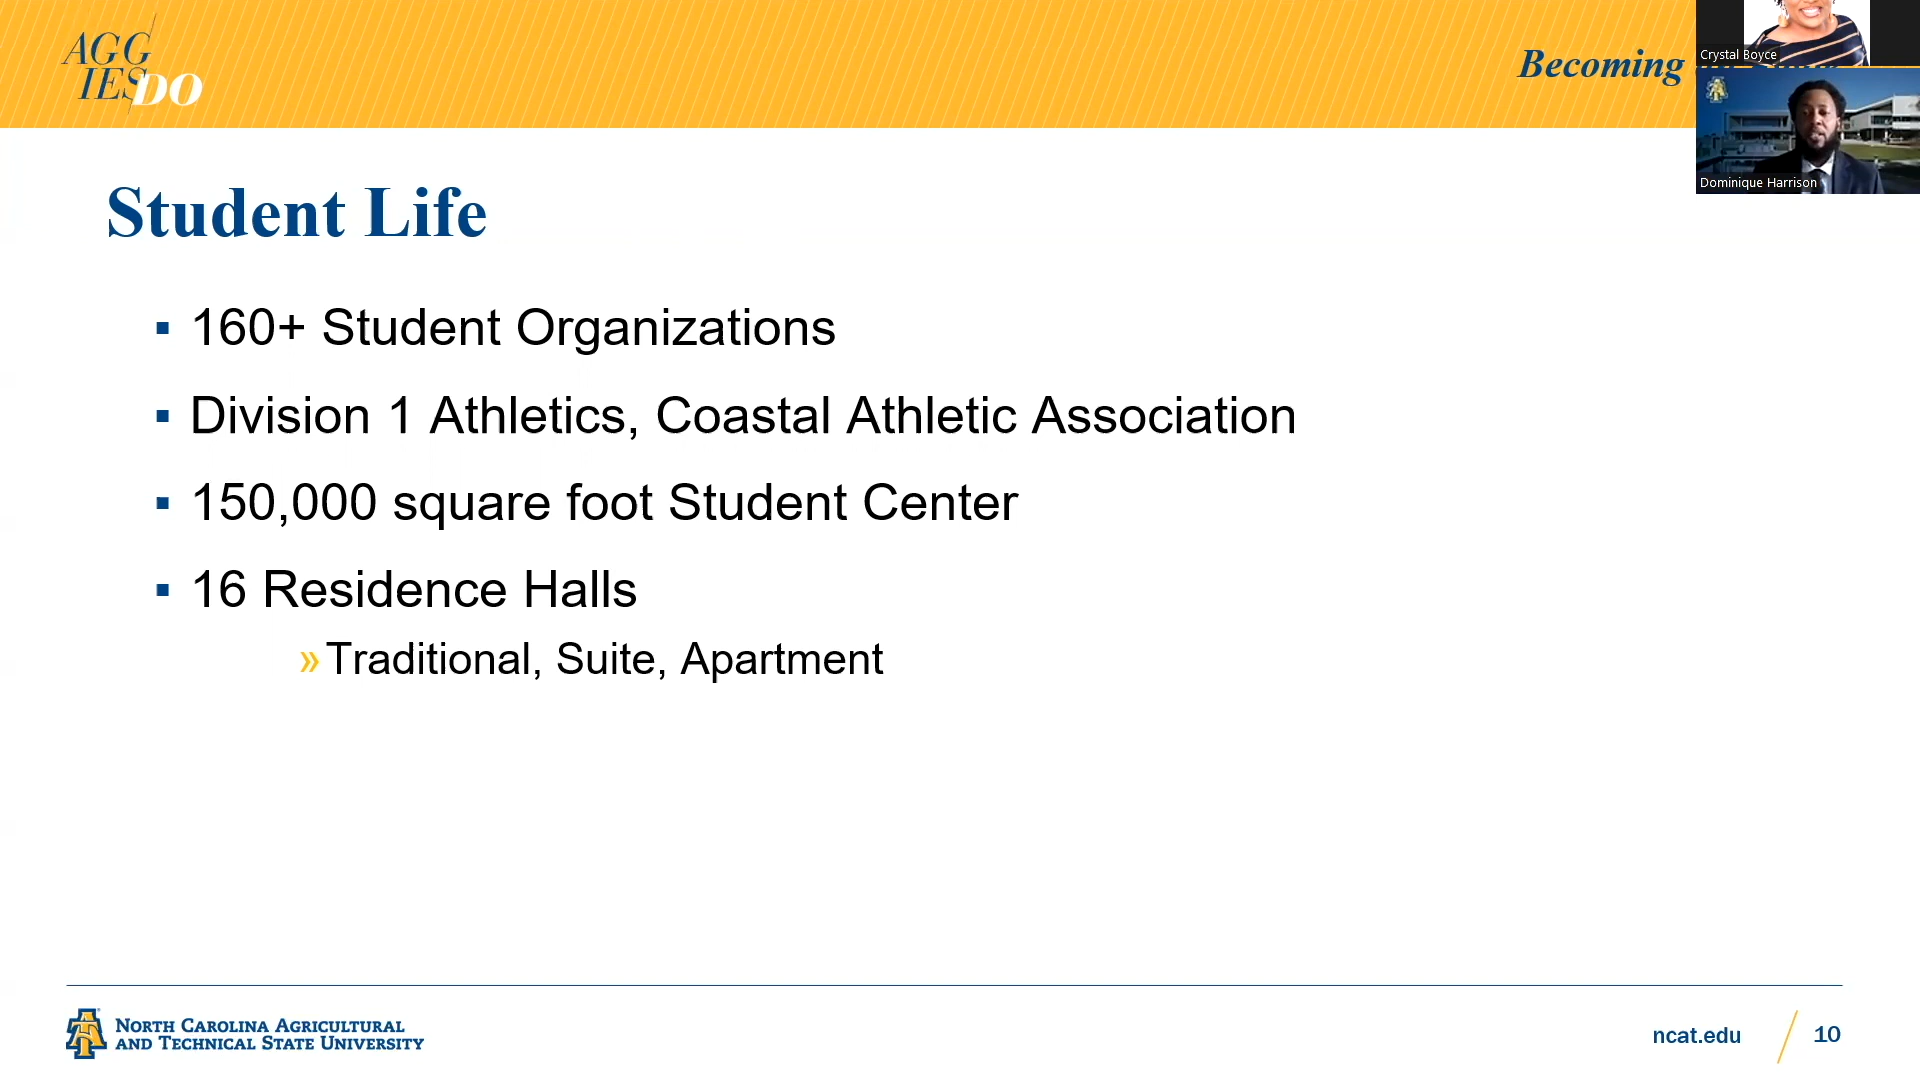 AGG
IES DO
Becoming
Crystal Boyce
Dominique Harrison
Student Life
▪ 160+ Student Organizations
▪ Division 1 Athletics, Coastal Athletic Association
▪ 150,000 square foot Student Center
▪ 16 Residence Halls
» Traditional, Suite, Apartment
NORTH CAROLINA AGRICULTURAL
AND TECHNICAL STATE UNIVERSITY
ncat.edu
10